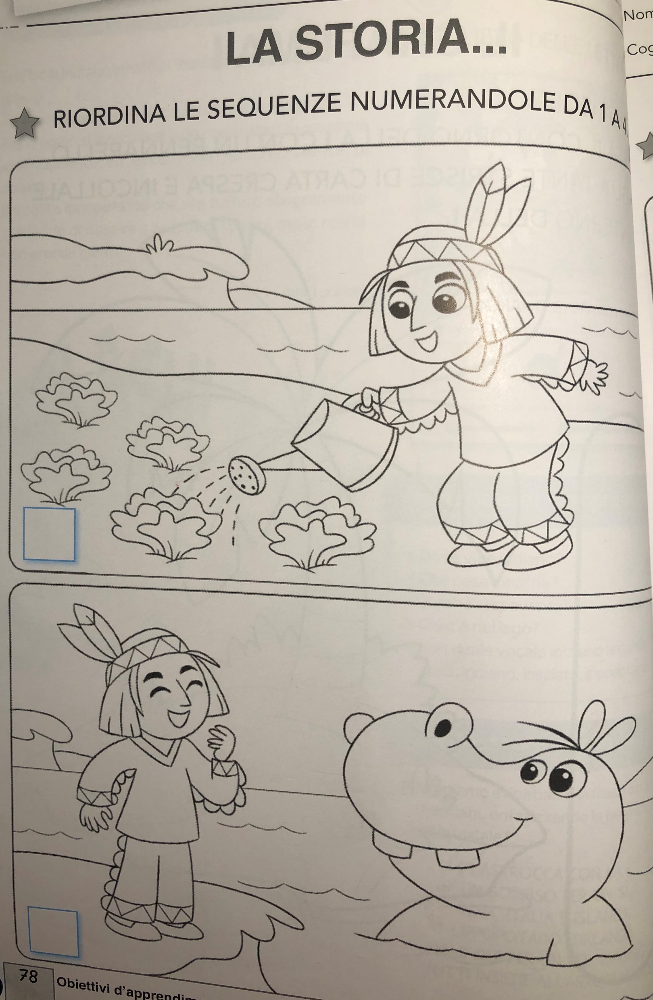 LA STORIA...
RIORDINA LE SEQUENZE NUMERANDOLE DA 1 A 4
78
Obiettivi d'apprendim
Nom
Cog